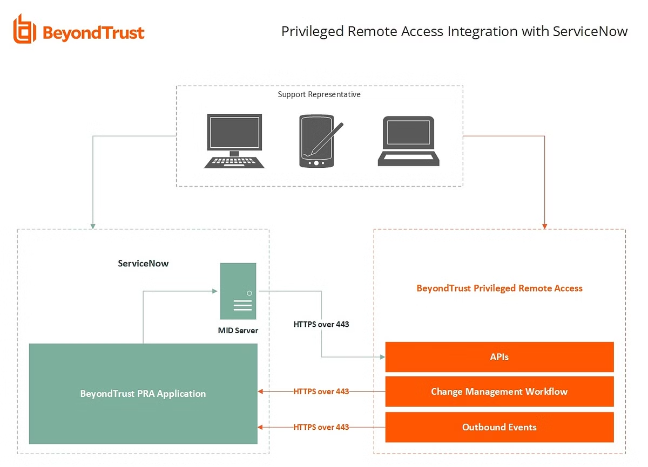 BeyondTrust
Privileged Remote Access Integration with ServiceNow
Support Representative
ServiceNow
MID Server
BeyondTrust PRA Application
HTTPS over 443
HTTPS over 443
HTTPS over 443
BeyondTrust Privileged Remote Access
APIs
Change Management Workflow
Outbound Events